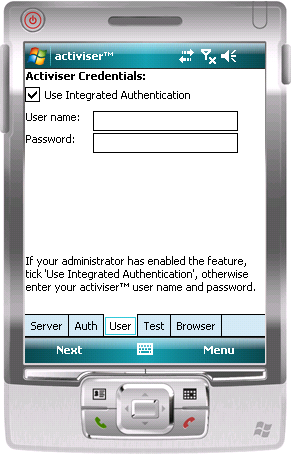 activiser™
Activiser Credentials:
Use Integrated Authentication
User name:
Password:
If your administrator has enabled the feature,
tick 'Use Integrated Authentication', otherwise
enter your activiser™ user name and password.
Server Auth User Test Browser
Next Menu